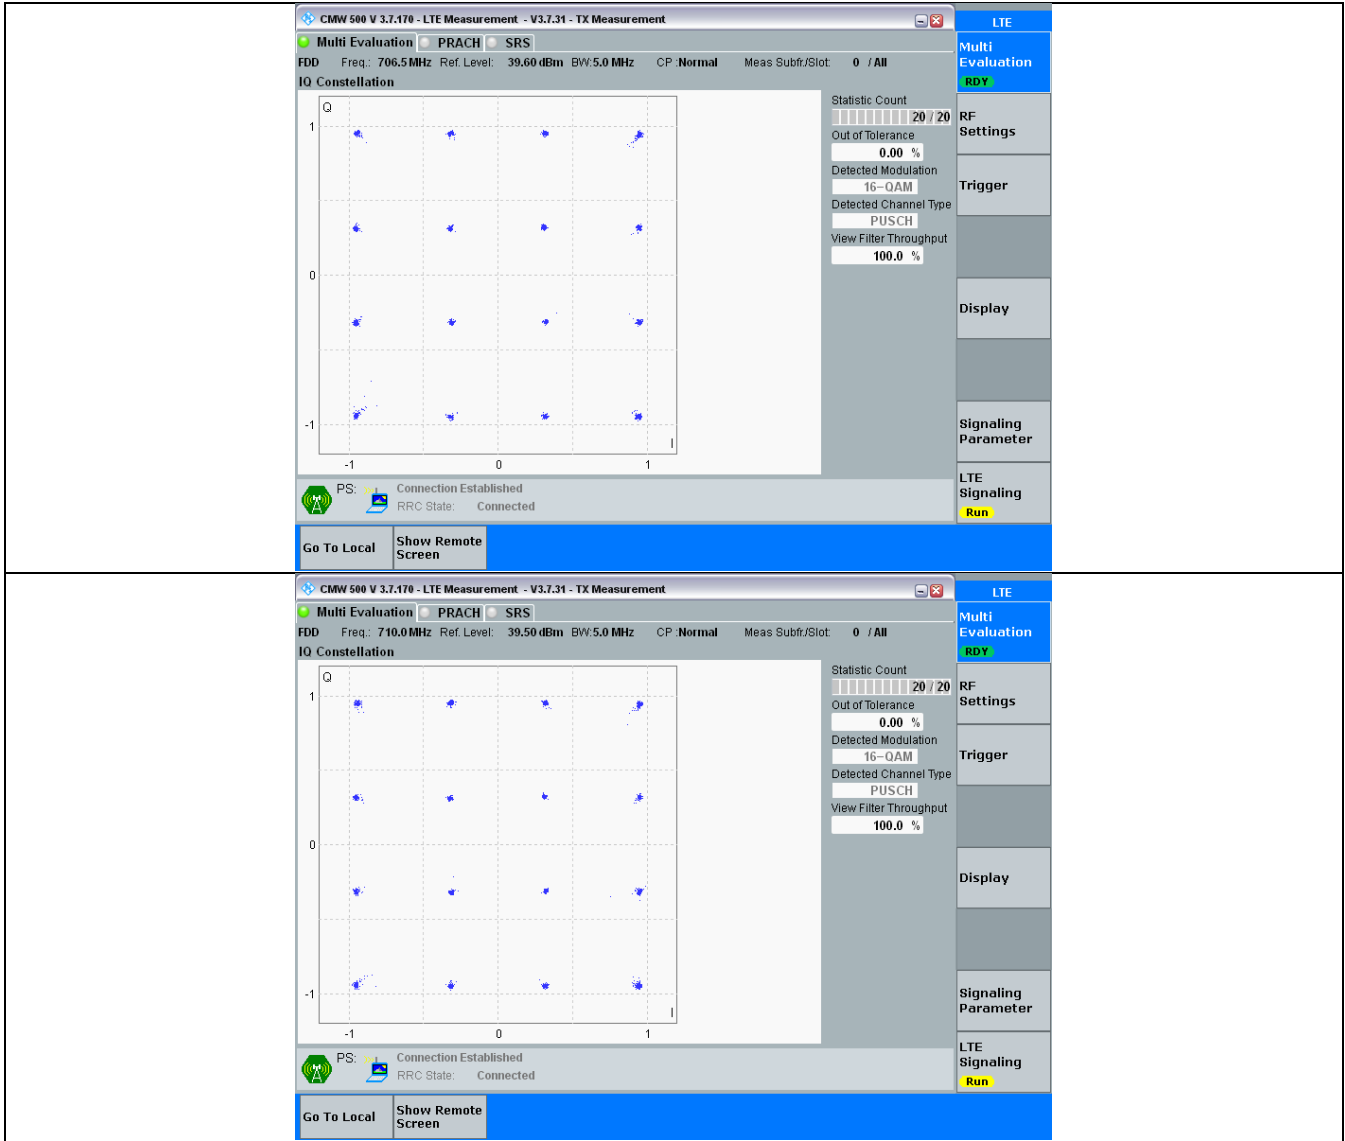 CMW 500 V 3.7.170 - LTE Measurement - V3.7.31 - TX Measurement
LTE
Multi Evaluation PRACH SRS
Multi
Evaluation
RDY
FDD Freq.: 706.5 MHz Ref. Level: 39.60 dBm BW: 5.0 MHz CP : Normal Meas Subfr./Slot: 0 / All
IQ Constellation
Q
1
0
-1
I
-1 0 1
Statistic Count
20 / 20
Out of Tolerance
0.00 %
Detected Modulation
16-QAM
Detected Channel Type
PUSCH
View Filter Throughput
100.0 %
RF
Settings
Trigger
Display
Signaling
Parameter
LTE
Signaling
Run
PS: Connection Established
RRC State: Connected
Go To Local
Show Remote
Screen
CMW 500 V 3.7.170 - LTE Measurement - V3.7.31 - TX Measurement
LTE
Multi Evaluation PRACH SRS
Multi
Evaluation
RDY
FDD Freq.: 710.0 MHz Ref. Level: 39.50 dBm BW: 5.0 MHz CP : Normal Meas Subfr./Slot: 0 / All
IQ Constellation
Q
1
0
-1
I
-1 0 1
Statistic Count
20 / 20
Out of Tolerance
0.00 %
Detected Modulation
16-QAM
Detected Channel Type
PUSCH
View Filter Throughput
100.0 %
RF
Settings
Trigger
Display
Signaling
Parameter
LTE
Signaling
Run
PS: Connection Established
RRC State: Connected
Go To Local
Show Remote
Screen